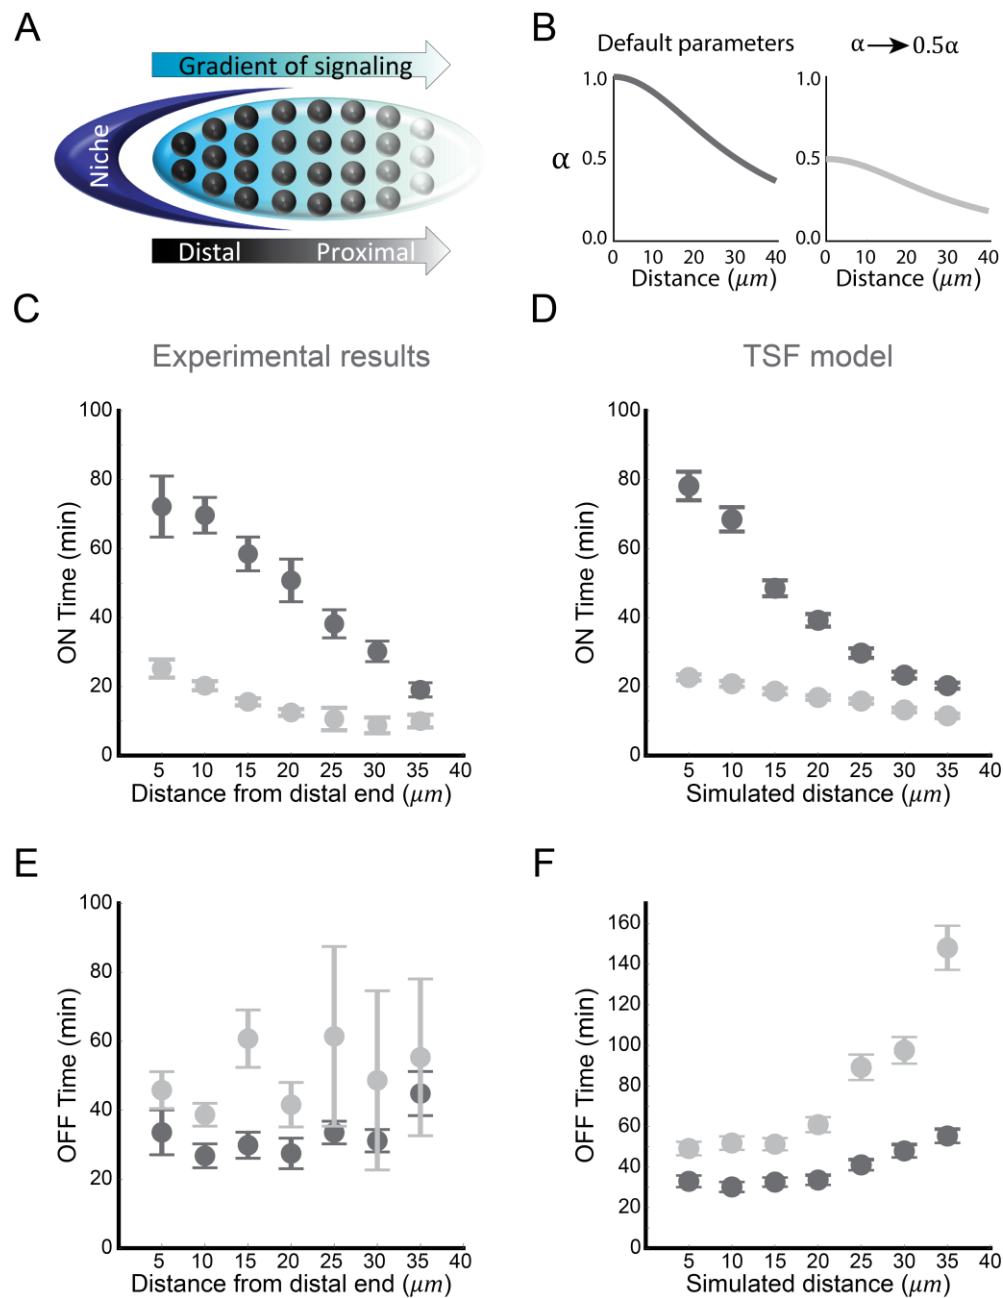 A
Gradient of signaling
Niche
Distal
Proximal
B
Default parameters
α→0.5α
α
1.0
0.5
0.0
0 10 20 30 40
Distance (μm)
1.0
0.5
0.0
0 10 20 30 40
Distance (μm)
C
Experimental results
ON Time (min)
100
80
60
40
20
0
5 10 15 20 25 30 35 40
Distance from distal end (μm)
D
TSF model
ON Time (min)
100
80
60
40
20
0
5 10 15 20 25 30 35 40
Simulated distance (μm)
E
OFF Time (min)
100
80
60
40
20
0
5 10 15 20 25 30 35 40
Distance from distal end (μm)
F
OFF Time (min)
160
140
120
100
80
60
40
20
0
5 10 15 20 25 30 35 40
Simulated distance (μm)